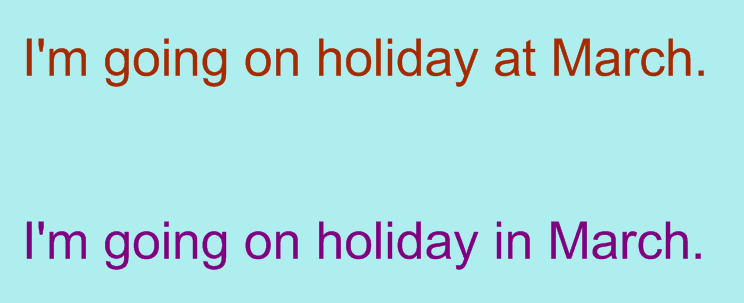 I'm going on holiday at March.
I'm going on holiday in March.